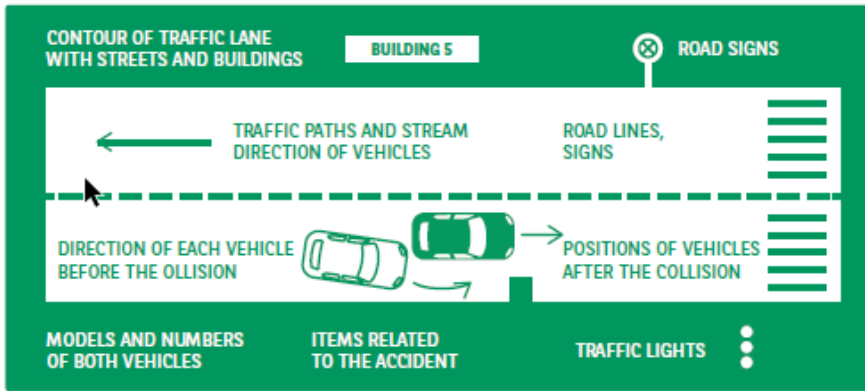 CONTOUR OF TRAFFIC LANE
WITH STREETS AND BUILDINGS
BUILDING 5
ROAD SIGNS
TRAFFIC PATHS AND STREAM
DIRECTION OF VEHICLES
ROAD LINES,
SIGNS
DIRECTION OF EACH VEHICLE
BEFORE THE OLLISION
POSITIONS OF VEHICLES
AFTER THE COLLISION
MODELS AND NUMBERS
OF BOTH VEHICLES
ITEMS RELATED
TO THE ACCIDENT
TRAFFIC LIGHTS